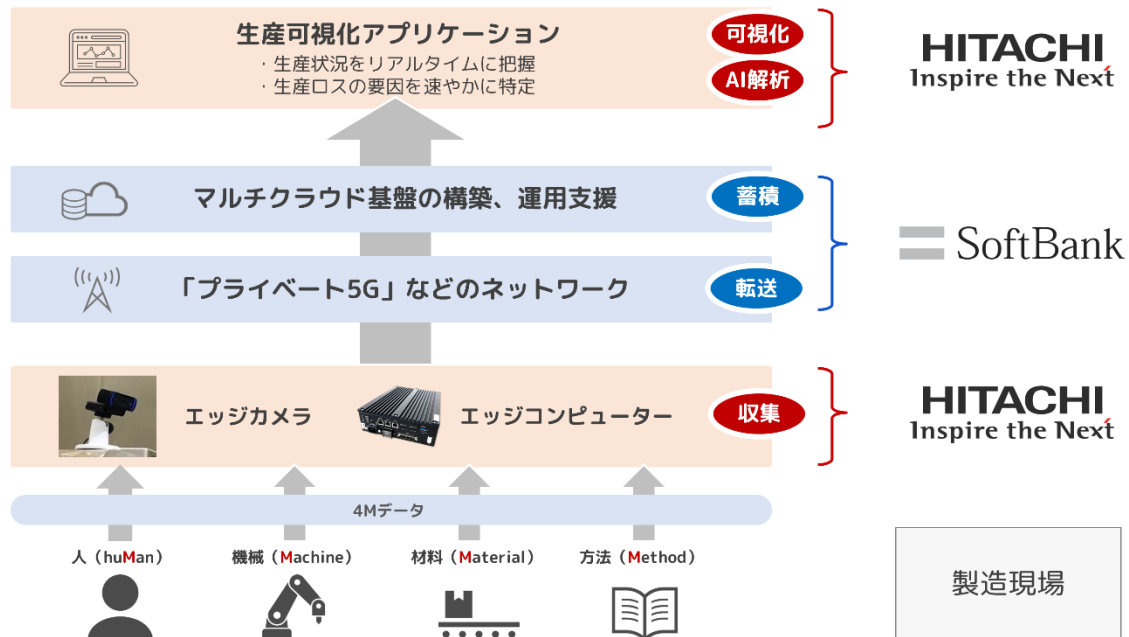 生産可視化アプリケーション
・生産状況をリアルタイムに把握
・生産ロスの要因を速やかに特定
可視化
AI解析
HITACHI
Inspire the Next
マルチクラウド基盤の構築、運用支援
蓄積
SoftBank
「プライベート5G」などのネットワーク
転送
エッジカメラ
エッジコンピューター
収集
HITACHI
Inspire the Next
4Mデータ
人（huMan）
機械（Machine）
材料（Material）
方法（Method）
製造現場